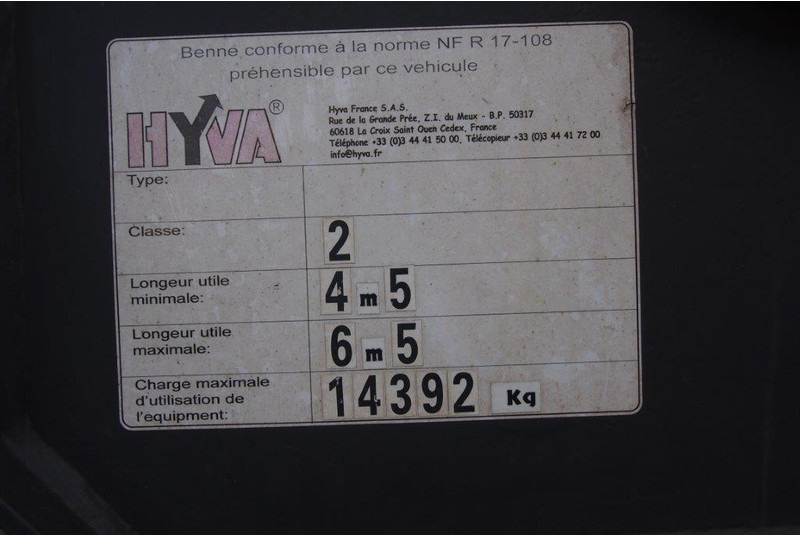 Benne conforme à la norme NF R 17-108
préhensible par ce vehicule
HYVA®
Hyva France S.A.S.
Rue de la Grande Prée, Z.I. du Meux - B.P. 50317
60618 La Croix Saint Ouen Cedex, France
Téléphone +33 (0)3 44 41 50 00, Télécopieur +33 (0)3 44 41 72 00
info@hyva.fr
Type:
Classe: 2
Longeur utile
minimale: 4 m 5
Longeur utile
maximale: 6 m 5
Charge maximale
d'utilisation de
l'equipment: 14392 Kg